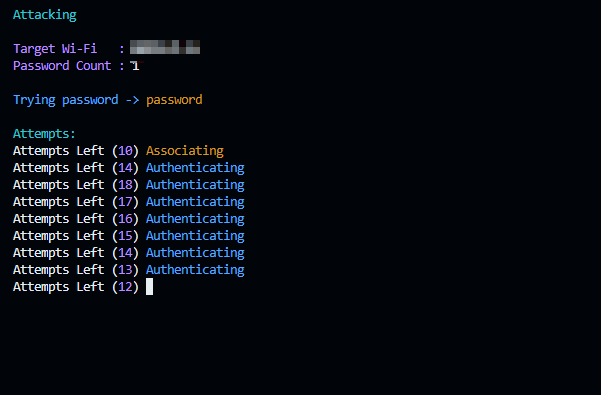 Attacking
Target Wi-Fi :
Password Count : 1
Trying password -> password
Attempts:
Attempts Left (10) Associating
Attempts Left (14) Authenticating
Attempts Left (18) Authenticating
Attempts Left (17) Authenticating
Attempts Left (16) Authenticating
Attempts Left (15) Authenticating
Attempts Left (14) Authenticating
Attempts Left (13) Authenticating
Attempts Left (12)